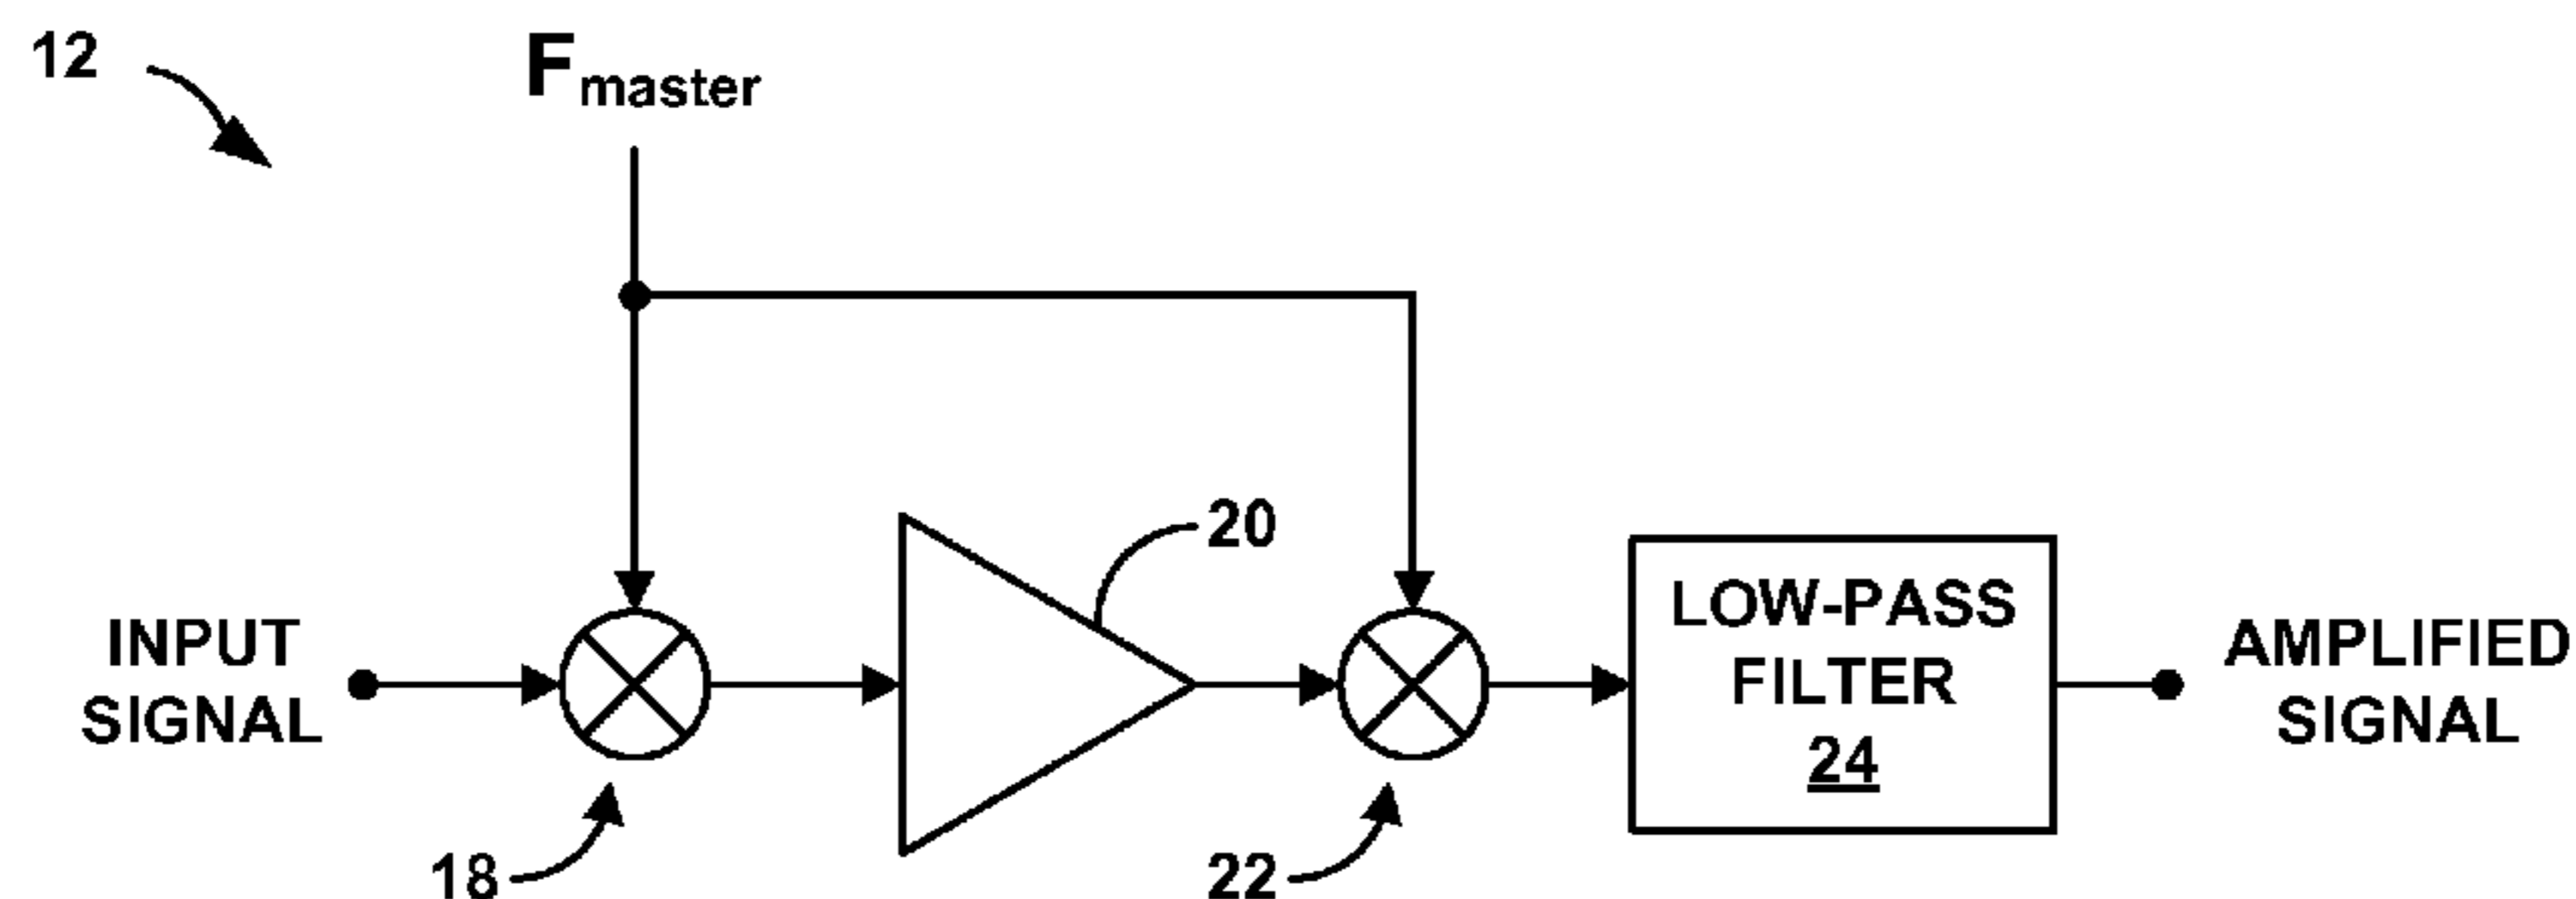 12
Fmaster
20
INPUT
SIGNAL
LOW-PASS
FILTER
24
AMPLIFIED
SIGNAL
18
22